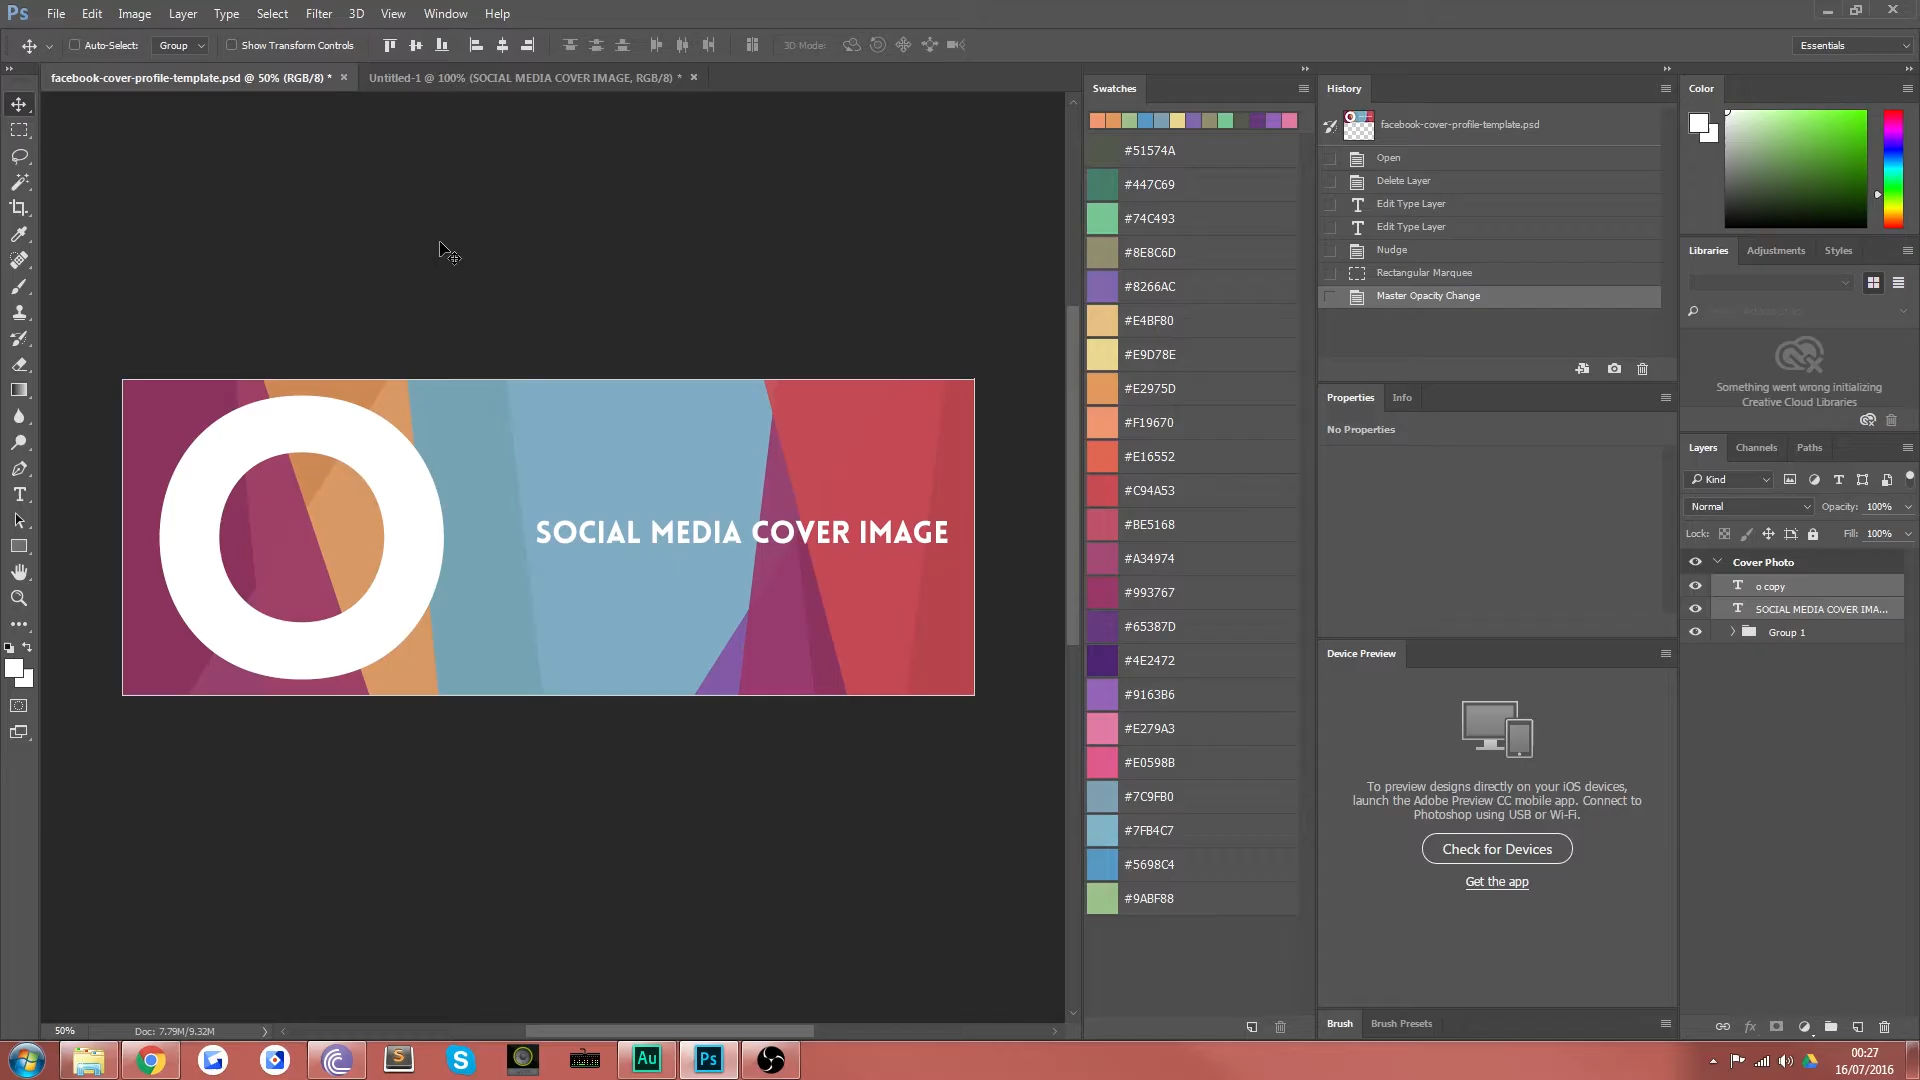 Ps File Edit Image Layer Type Select Filter 3D View Window Help
Auto-Select: Group Show Transform Controls 3D Mode: Essentials
facebook-cover-profile-template.psd @ 50% (RGB/8) * Untitled-1 @ 100% (SOCIAL MEDIA COVER IMAGE, RGB/8) *
O
SOCIAL MEDIA COVER IMAGE
50% Doc: 7.79M/9.32M
Swatches
#51574A
#447C69
#74C493
#8E8C6D
#8266AC
#E4BF80
#E9D78E
#E2975D
#F19670
#E16552
#C94A53
#BE5168
#A34974
#993767
#65387D
#4E2472
#9163B6
#E279A3
#E0598B
#7C9FB0
#7FB4C7
#5698C4
#9ABF88
History
facebook-cover-profile-template.psd
Open
Delete Layer
Edit Type Layer
Edit Type Layer
Nudge
Rectangular Marquee
Master Opacity Change
Properties Info
No Properties
Device Preview
To preview designs directly on your iOS devices,
launch the Adobe Preview CC mobile app. Connect to
Photoshop using USB or Wi-Fi.
Check for Devices
Get the app
Brush Brush Presets
Color
Libraries Adjustments Styles
Something went wrong initializing
Creative Cloud Libraries
Layers Channels Paths
Kind
Normal Opacity: 100%
Lock: Fill: 100%
Cover Photo
o copy
SOCIAL MEDIA COVER IMA...
Group 1
fx
Au Ps
00:27
16/07/2016